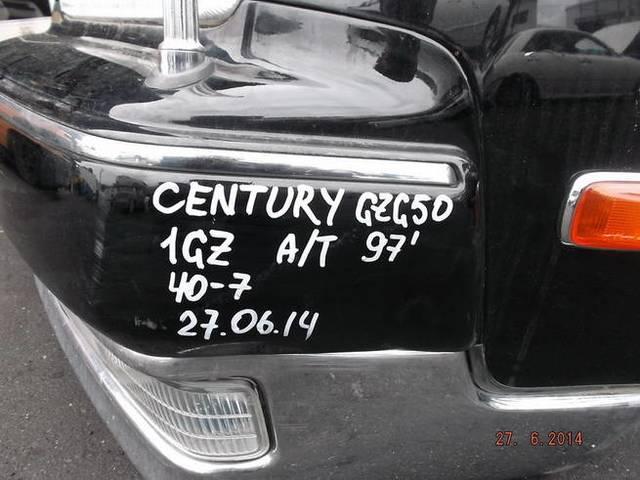 CENTURY GZG50
1GZ A/T 97'
40-7
27.06.14
27. 6.2014